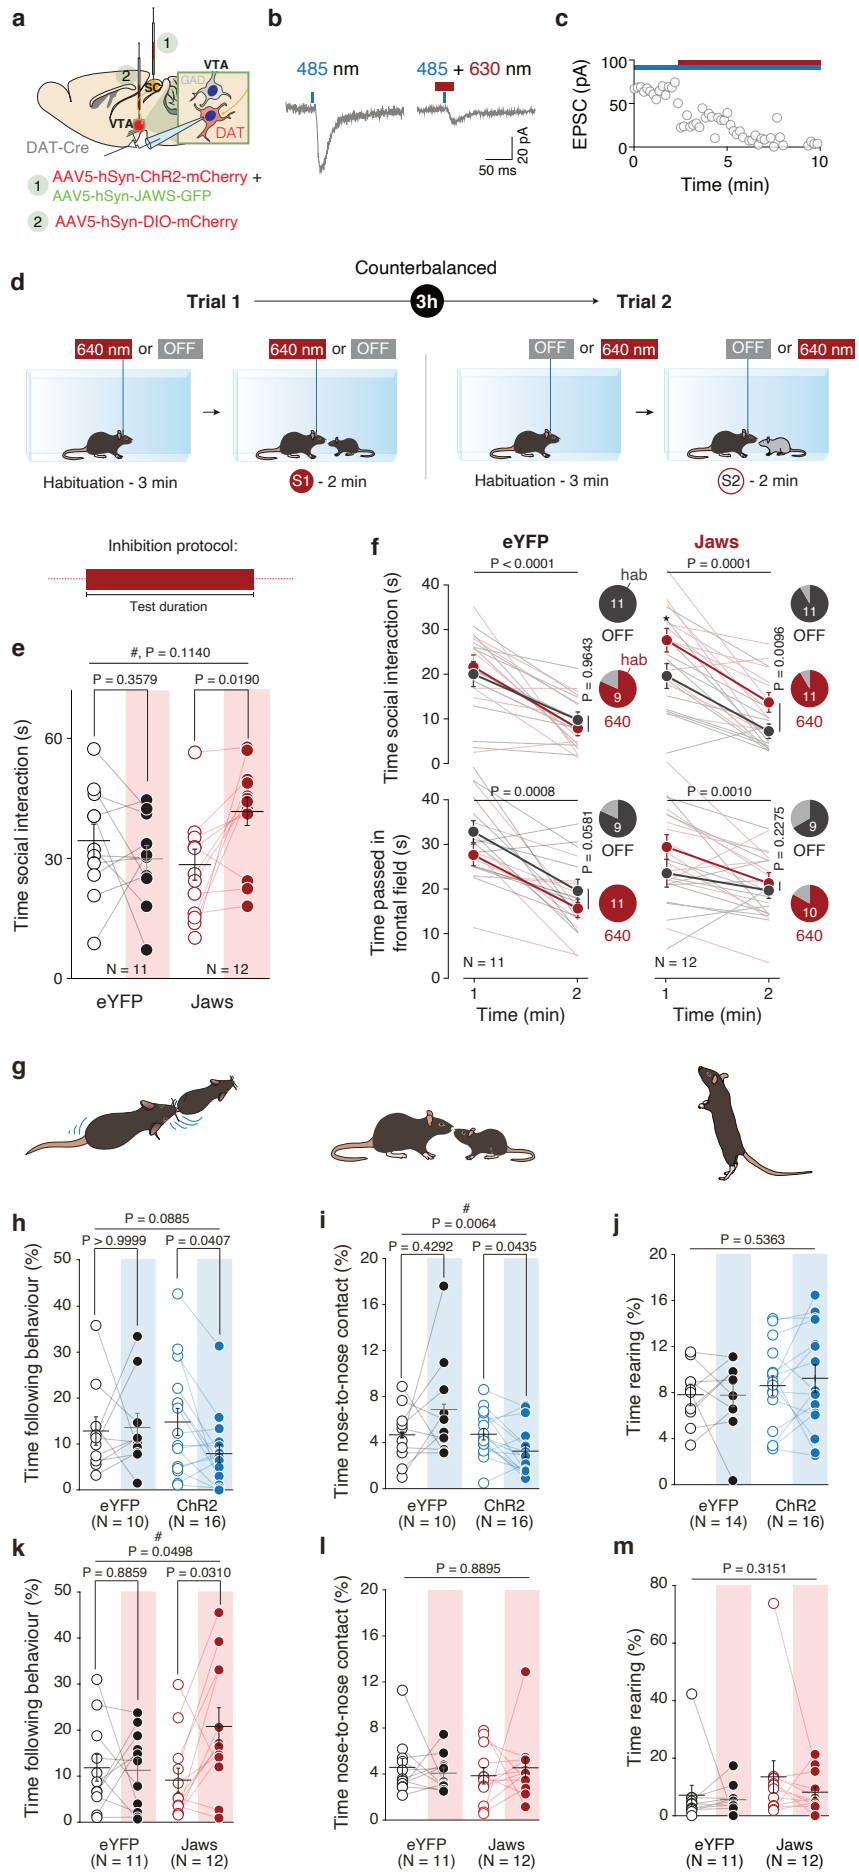 a
1
2
SC
VTA
GAD
VTA
DAT
DAT-Cre
1 AAV5-hSyn-ChR2-mCherry +
AAV5-hSyn-JAWS-GFP
2 AAV5-hSyn-DIO-mCherry
b
485 nm
485 + 630 nm
20 pA
50 ms
c
EPSC (pA)
100
50
0
0 5 10
Time (min)
d
Counterbalanced
Trial 1 3h Trial 2
640 nm or OFF
640 nm or OFF
OFF or 640 nm
OFF or 640 nm
Habituation - 3 min
S1 - 2 min
Habituation - 3 min
S2 - 2 min
Inhibition protocol:
Test duration
e
#, P = 0.1140
P = 0.3579
P = 0.0190
Time social interaction (s)
60
30
0
N = 11
N = 12
eYFP
Jaws
f
eYFP
Jaws
P < 0.0001
P = 0.0001
Time social interaction (s)
40
30
20
10
0
P = 0.9643
hab
11
OFF
hab
9
640
*
P = 0.0096
11
OFF
11
640
P = 0.0008
P = 0.0010
Time passed in
frontal field (s)
40
30
20
10
0
P = 0.0581
9
OFF
11
640
P = 0.2275
9
OFF
10
640
N = 11
N = 12
1 2
1 2
Time (min)
Time (min)
g
h
P = 0.0885
P > 0.9999
P = 0.0407
Time following behaviour (%)
50
40
30
20
10
0
eYFP
(N = 10)
ChR2
(N = 16)
i
#
P = 0.0064
P = 0.4292
P = 0.0435
Time nose-to-nose contact (%)
20
16
12
8
4
0
eYFP
(N = 10)
ChR2
(N = 16)
j
P = 0.5363
Time rearing (%)
20
16
12
8
4
0
eYFP
(N = 14)
ChR2
(N = 16)
k
#
P = 0.0498
P = 0.8859
P = 0.0310
Time following behaviour (%)
50
40
30
20
10
0
eYFP
(N = 11)
Jaws
(N = 12)
l
P = 0.8895
Time nose-to-nose contact (%)
20
16
12
8
4
0
eYFP
(N = 11)
Jaws
(N = 12)
m
P = 0.3151
Time rearing (%)
80
60
40
20
0
eYFP
(N = 11)
Jaws
(N = 12)